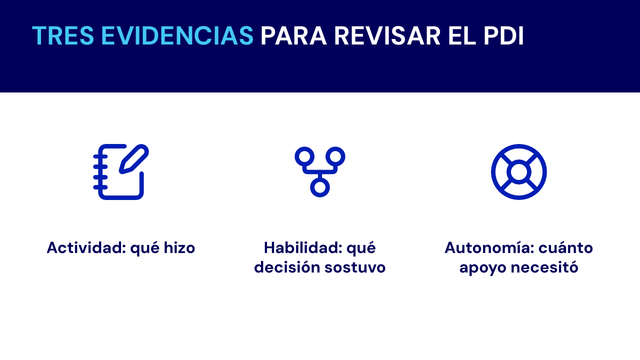 TRES EVIDENCIAS PARA REVISAR EL PDI
Actividad: qué hizo
Habilidad: qué
decisión sostuvo
Autonomía: cuánto
apoyo necesitó